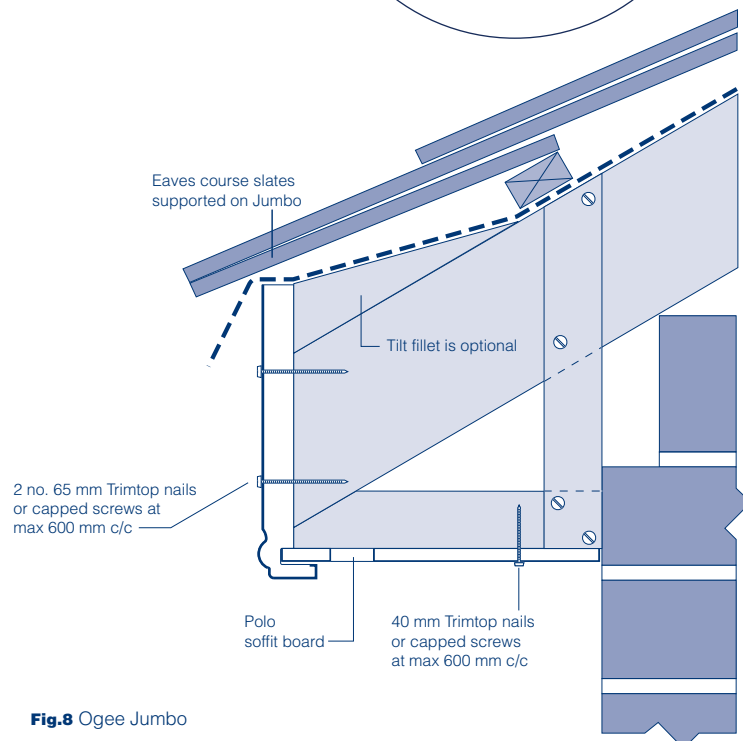 Eaves course slates
supported on Jumbo
Tilt fillet is optional
2 no. 65 mm Trimtop nails
or capped screws at
max 600 mm c/c
Polo
soffit board
40 mm Trimtop nails
or capped screws
at max 600 mm c/c
Fig.8 Ogee Jumbo